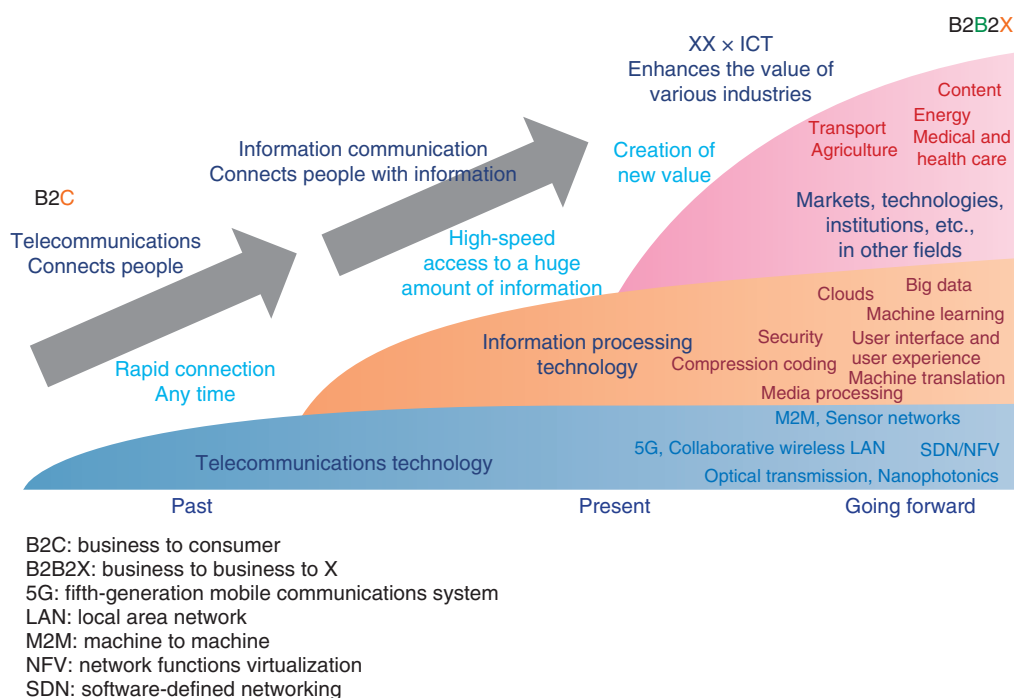 B2B2X
XX × ICT
Enhances the value of
various industries
Content
Energy
Transport
Medical and
Agriculture
health care
Creation of
new value
Information communication
Connects people with information
B2C
Telecommunications
Connects people
Markets, technologies,
institutions, etc.,
in other fields
High-speed
access to a huge
amount of information
Clouds
Big data
Machine learning
Information processing
technology
Security
User interface and
user experience
Compression coding
Machine translation
Media processing
Rapid connection
Any time
M2M, Sensor networks
5G, Collaborative wireless LAN
SDN/NFV
Telecommunications technology
Optical transmission, Nanophotonics
Past
Present
Going forward
B2C: business to consumer
B2B2X: business to business to X
5G: fifth-generation mobile communications system
LAN: local area network
M2M: machine to machine
NFV: network functions virtualization
SDN: software-defined networking